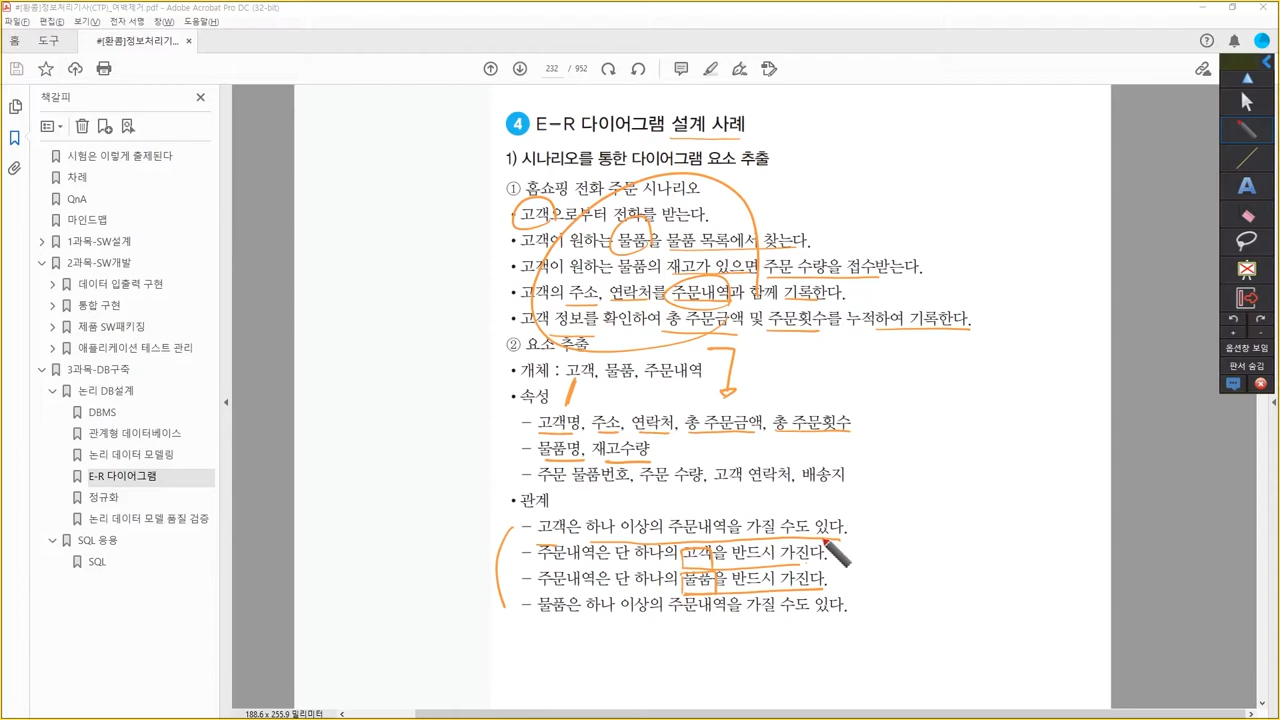 #[환콤]정보처리기사(CTP)_여백제거.pdf - Adobe Acrobat Pro DC (32-bit)
파일(F) 편집(E) 보기(V) 전자 서명 창(W) 도움말(H)
홈 도구 #[환콤]정보처리기... ×
232 / 952
책갈피
시험은 이렇게 출제된다
차례
QnA
마인드맵
1과목-SW설계
2과목-SW개발
데이터 입출력 구현
통합 구현
제품 SW패키징
애플리케이션 테스트 관리
3과목-DB구축
논리 DB설계
DBMS
관계형 데이터베이스
논리 데이터 모델링
E-R 다이어그램
정규화
논리 데이터 모델 품질 검증
SQL 응용
SQL
4 E-R 다이어그램 설계 사례
1) 시나리오를 통한 다이어그램 요소 추출
① 홈쇼핑 전화 주문 시나리오
• 고객으로부터 전화를 받는다.
• 고객이 원하는 물품을 물품 목록에서 찾는다.
• 고객이 원하는 물품의 재고가 있으면 주문 수량을 접수받는다.
• 고객의 주소, 연락처를 주문내역과 함께 기록한다.
• 고객 정보를 확인하여 총 주문금액 및 주문횟수를 누적하여 기록한다.
② 요소 추출
• 개체 : 고객, 물품, 주문내역
• 속성
- 고객명, 주소, 연락처, 총 주문금액, 총 주문횟수
- 물품명, 재고수량
- 주문 물품번호, 주문 수량, 고객 연락처, 배송지
• 관계
- 고객은 하나 이상의 주문내역을 가질 수도 있다.
- 주문내역은 단 하나의 고객을 반드시 가진다.
- 주문내역은 단 하나의 물품을 반드시 가진다.
- 물품은 하나 이상의 주문내역을 가질 수도 있다.
옵션창 보임
판서 숨김
188.6 x 255.9 밀리미터